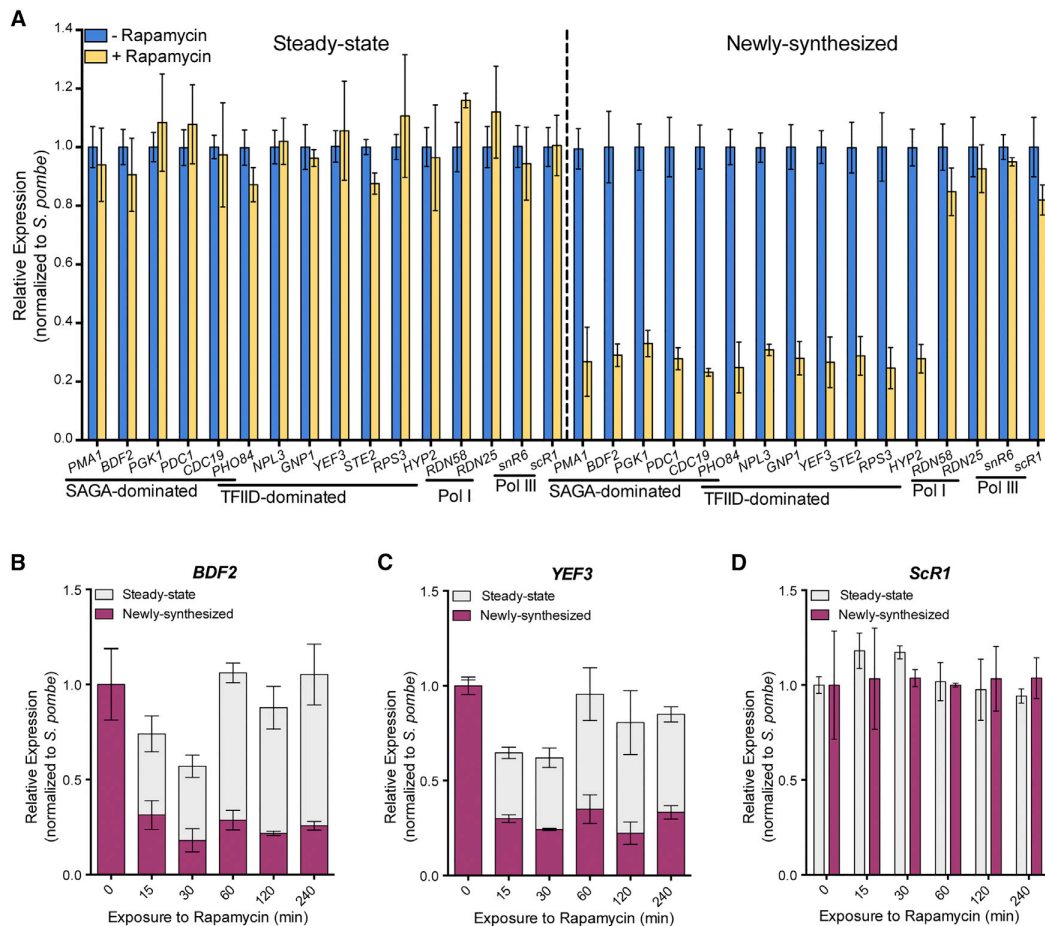 A
Relative Expression
(normalized to S. pombe)
1.4
1.2
1.0
0.8
0.6
0.4
0.2
0.0
- Rapamycin
+ Rapamycin
Steady-state
Newly-synthesized
PMA1
BDF2
PGK1
PDC1
CDC19
PHO84
NPL3
GNP1
YEF3
STE2
RPS3
HYP2
RDN58
RDN25
snR6
scR1
PMA1
BDF2
PGK1
PDC1
CDC19
PHO84
NPL3
GNP1
YEF3
STE2
RPS3
HYP2
RDN58
RDN25
snR6
scR1
SAGA-dominated
TFIID-dominated
Pol I
Pol III
SAGA-dominated
TFIID-dominated
Pol I
Pol III
B
BDF2
Steady-state
Newly-synthesized
Relative Expression
(normalized to S. pombe)
1.5
1.0
0.5
0.0
0
15
30
60
120
240
Exposure to Rapamycin (min)
C
YEF3
Steady-state
Newly-synthesized
Relative Expression
(normalized to S. pombe)
1.5
1.0
0.5
0.0
0
15
30
60
120
240
Exposure to Rapamycin (min)
D
ScR1
Steady-state
Newly-synthesized
Relative Expression
(normalized to S. pombe)
1.5
1.0
0.5
0.0
0
15
30
60
120
240
Exposure to Rapamycin (min)